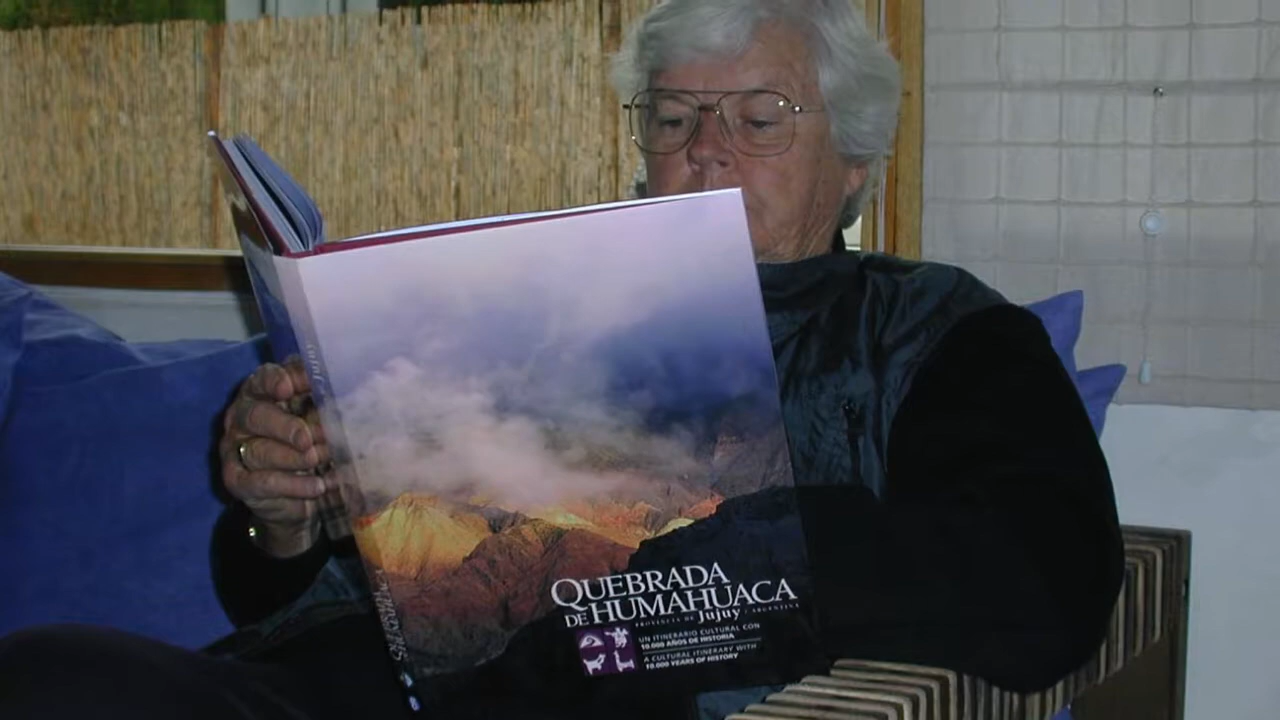 QUEBRADA
DE HUMAHUACA
PROVINCIA DE Jujuy / ARGENTINA
UN ITINERARIO CULTURAL CON
10.000 AÑOS DE HISTORIA
A CULTURAL ITINERARY WITH
10.000 YEARS OF HISTORY
Jujuy